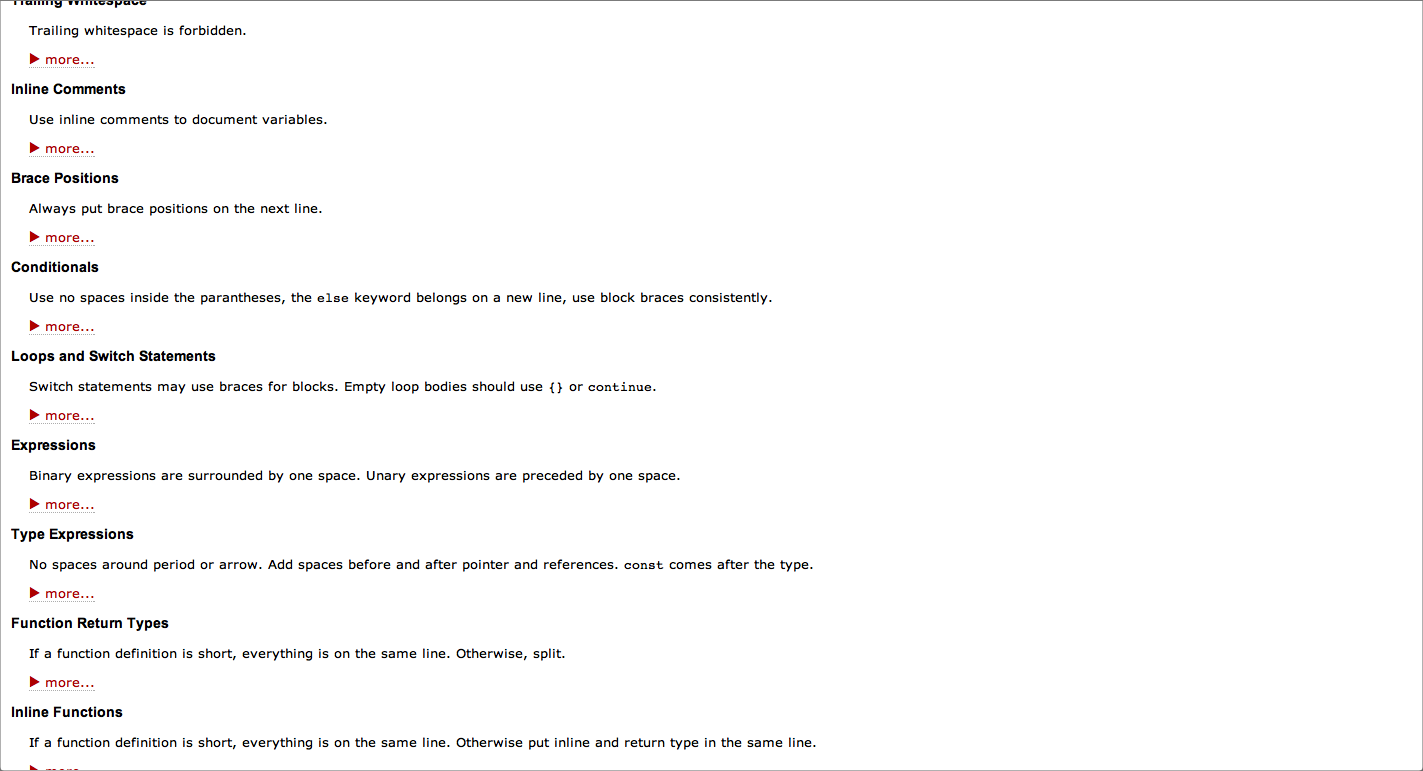 Trailing Whitespace
Trailing whitespace is forbidden.
▶ more...
Inline Comments
Use inline comments to document variables.
▶ more...
Brace Positions
Always put brace positions on the next line.
▶ more...
Conditionals
Use no spaces inside the parantheses, the else keyword belongs on a new line, use block braces consistently.
▶ more...
Loops and Switch Statements
Switch statements may use braces for blocks. Empty loop bodies should use {} or continue.
▶ more...
Expressions
Binary expressions are surrounded by one space. Unary expressions are preceded by one space.
▶ more...
Type Expressions
No spaces around period or arrow. Add spaces before and after pointer and references. const comes after the type.
▶ more...
Function Return Types
If a function definition is short, everything is on the same line. Otherwise, split.
▶ more...
Inline Functions
If a function definition is short, everything is on the same line. Otherwise put inline and return type in the same line.
▶ more